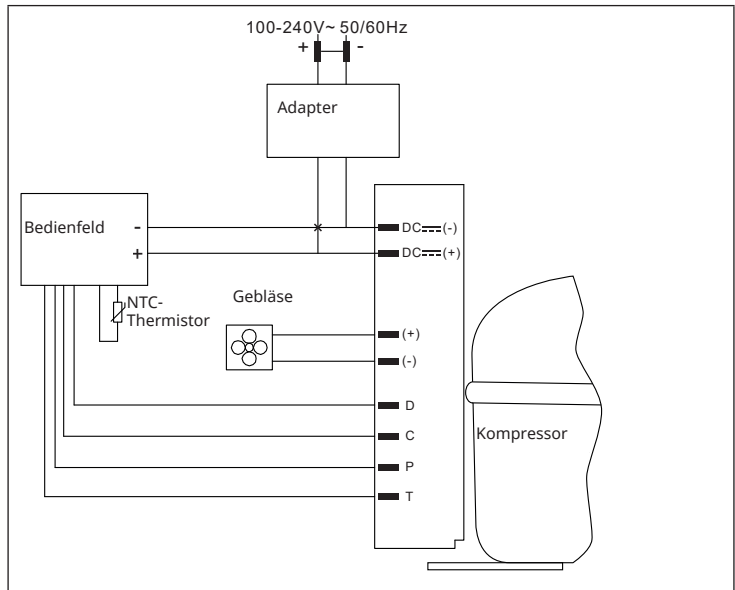 100-240V~ 50/60Hz
+ -
Adapter
Bedienfeld
-
+
DC⎓(-)
DC⎓(+)
NTC-
Thermistor
Gebläse
(+)
(-)
D
C
P
T
Kompressor